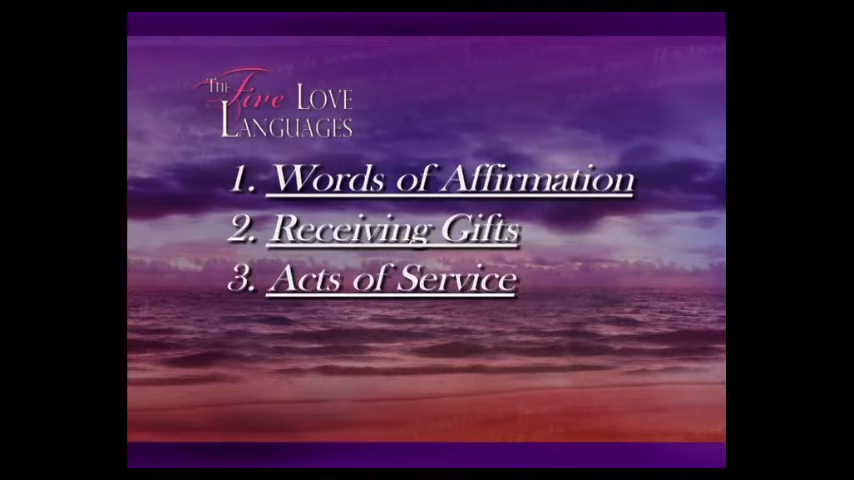 THE Five LOVE
LANGUAGES
1. Words of Affirmation
2. Receiving Gifts
3. Acts of Service